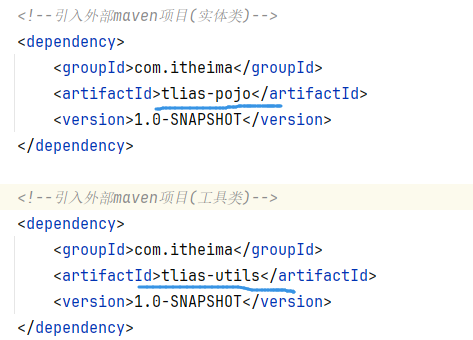 <!--引入外部maven项目(实体类)-->
<dependency>
    <groupId>com.itheima</groupId>
    <artifactId>tlias-pojo</artifactId>
    <version>1.0-SNAPSHOT</version>
</dependency>

<!--引入外部maven项目(工具类)-->
<dependency>
    <groupId>com.itheima</groupId>
    <artifactId>tlias-utils</artifactId>
    <version>1.0-SNAPSHOT</version>
</dependency>